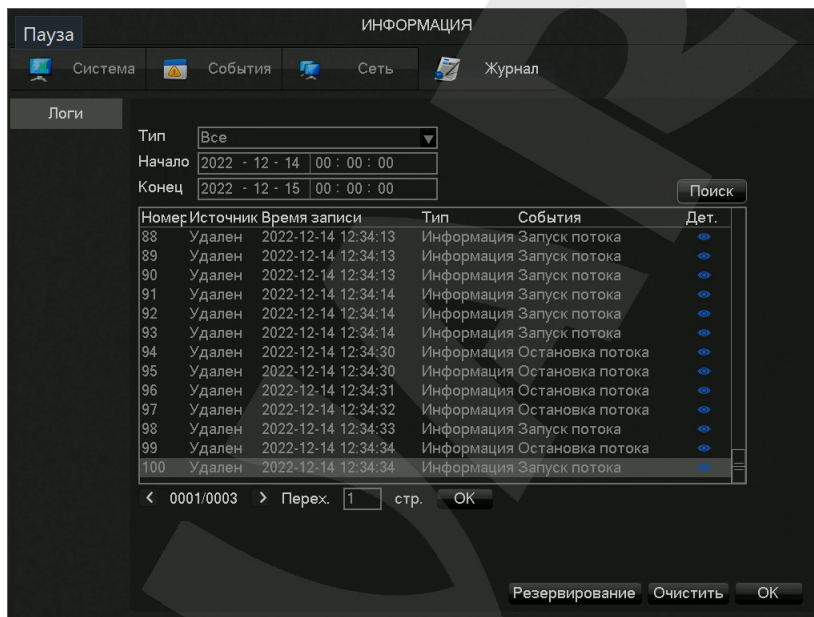 ИНФОРМАЦИЯ
Пауза
Система События Сеть Журнал
Логи
Тип Все
Начало 2022 - 12 - 14 00 : 00 : 00
Конец 2022 - 12 - 15 00 : 00 : 00
Поиск
Номер Источник Время записи Тип События Дет.
88 Удален 2022-12-14 12:34:13 Информация Запуск потока
89 Удален 2022-12-14 12:34:13 Информация Запуск потока
90 Удален 2022-12-14 12:34:13 Информация Запуск потока
91 Удален 2022-12-14 12:34:14 Информация Запуск потока
92 Удален 2022-12-14 12:34:14 Информация Запуск потока
93 Удален 2022-12-14 12:34:14 Информация Запуск потока
94 Удален 2022-12-14 12:34:30 Информация Остановка потока
95 Удален 2022-12-14 12:34:30 Информация Остановка потока
96 Удален 2022-12-14 12:34:31 Информация Остановка потока
97 Удален 2022-12-14 12:34:32 Информация Остановка потока
98 Удален 2022-12-14 12:34:33 Информация Запуск потока
99 Удален 2022-12-14 12:34:34 Информация Остановка потока
100 Удален 2022-12-14 12:34:34 Информация Запуск потока
< 0001/0003 > Перех. 1 стр. OK
Резервирование Очистить OK